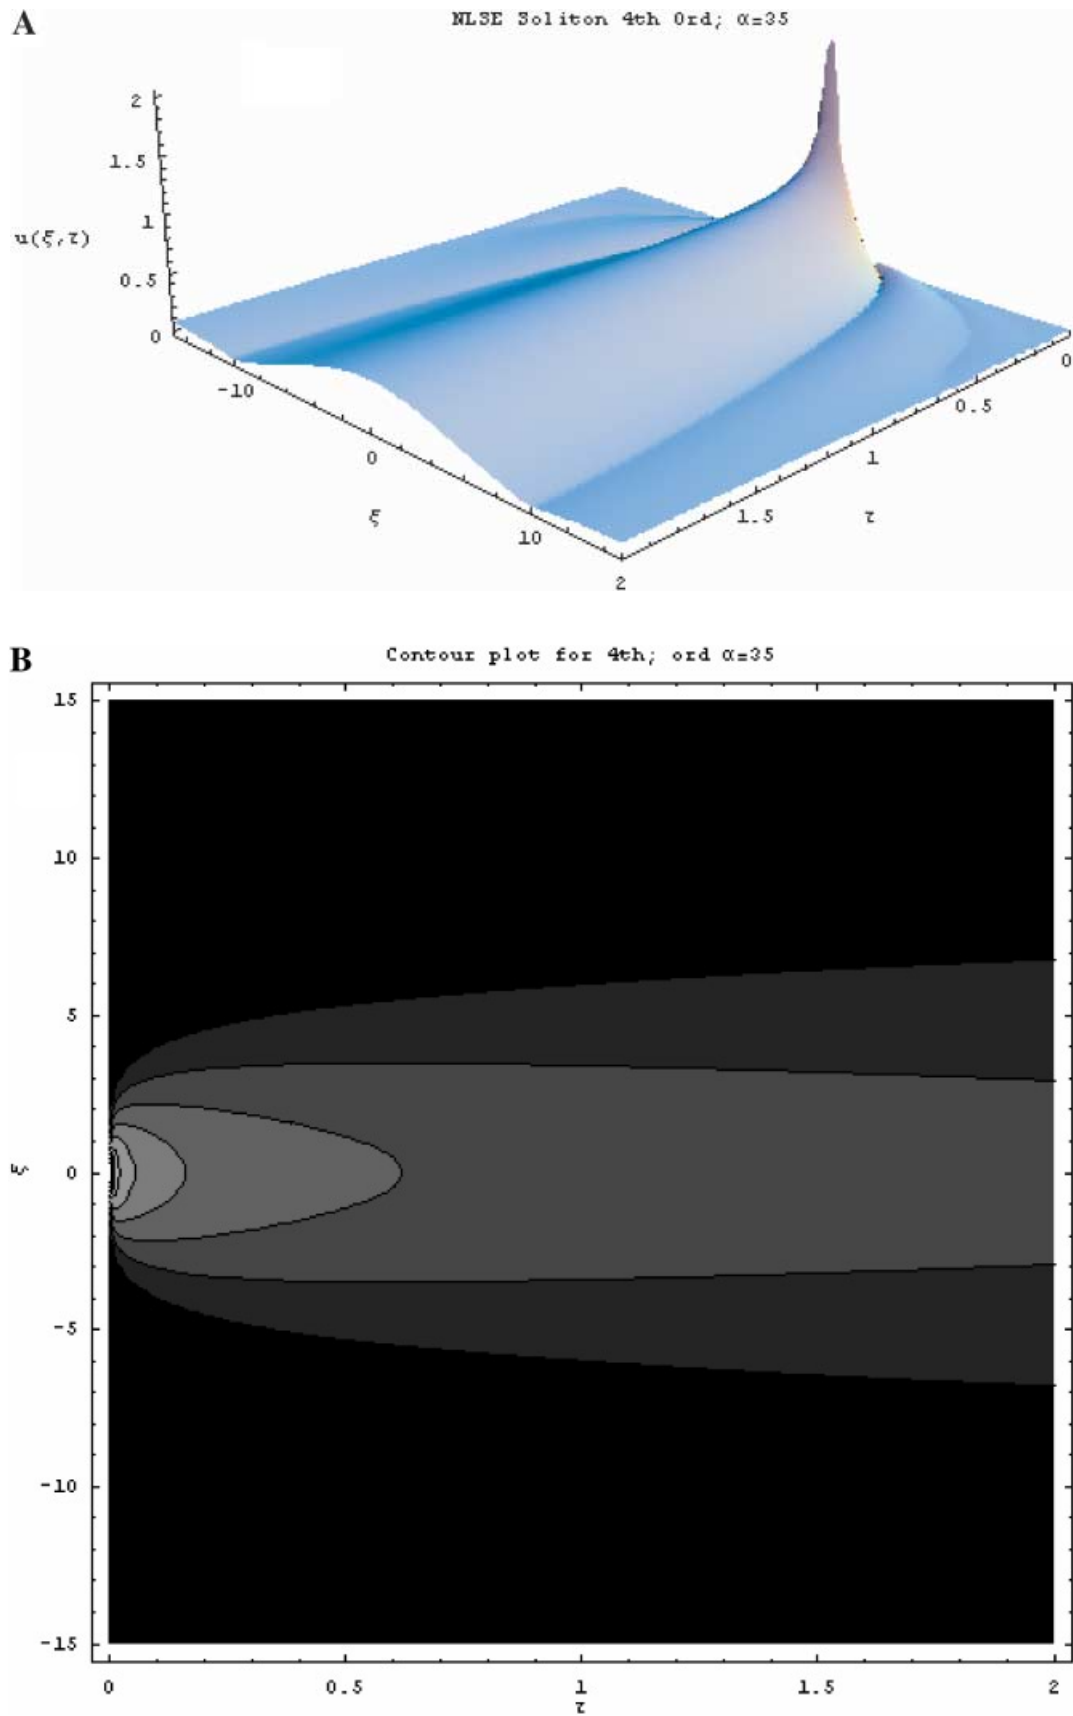 A
NLSE Soliton 4th Ord; α=35
2
1.5
1
u(ξ,τ)
0.5
0
-10
0
ξ
10
0
0.5
1
1.5
τ
2
B
Contour plot for 4th; ord α=35
15
10
5
ξ
0
-5
-10
-15
0 0.5 1 1.5 2
τ